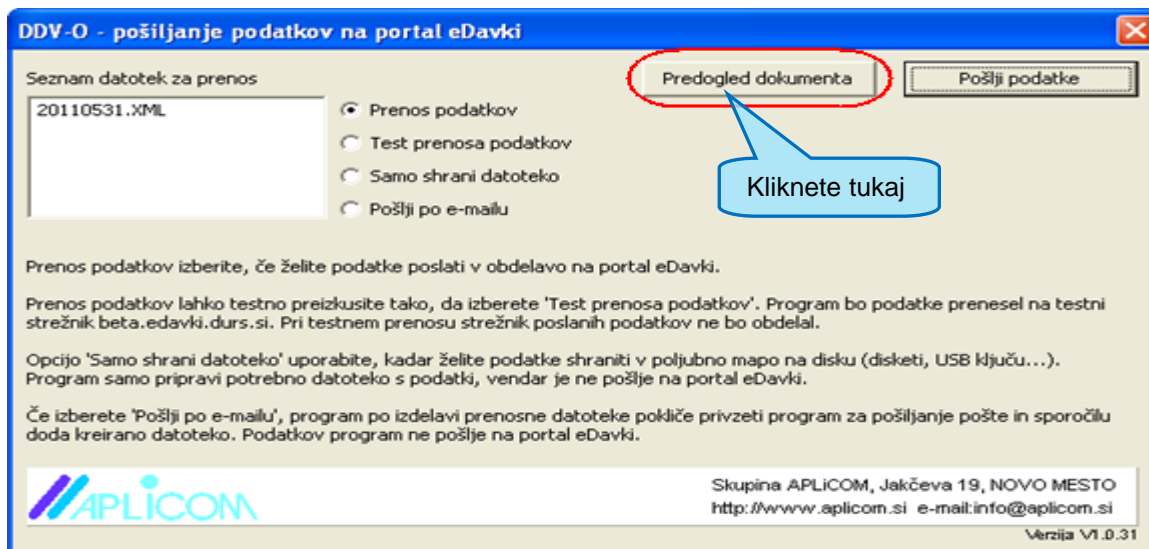 DDV-O - pošiljanje podatkov na portal eDavki
Seznam datotek za prenos
Predogled dokumenta
Pošlji podatke
20110531.XML
Prenos podatkov
Test prenosa podatkov
Samo shrani datoteko
Pošlji po e-mailu
Kliknete tukaj
Prenos podatkov izberite, če želite podatke poslati v obdelavo na portal eDavki.
Prenos podatkov lahko testno preizkusite tako, da izberete 'Test prenosa podatkov'. Program bo podatke prenesel na testni
strežnik beta.edavki.durs.si. Pri testnem prenosu strežnik poslanih podatkov ne bo obdelal.
Opcijo 'Samo shrani datoteko' uporabite, kadar želite podatke shraniti v poljubno mapo na disku (disketi, USB ključu...).
Program samo pripravi potrebno datoteko s podatki, vendar je ne pošlje na portal eDavki.
Če izberete 'Pošlji po e-mailu', program po izdelavi prenosne datoteke pokliče privzeti program za pošiljanje pošte in sporočilu
doda kreirano datoteko. Podatkov program ne pošlje na portal eDavki.
APLiCOM
Skupina APLiCOM, Jakčeva 19, NOVO MESTO
http://www.aplicom.si e-mail:info@aplicom.si
Verzija V1.0.31